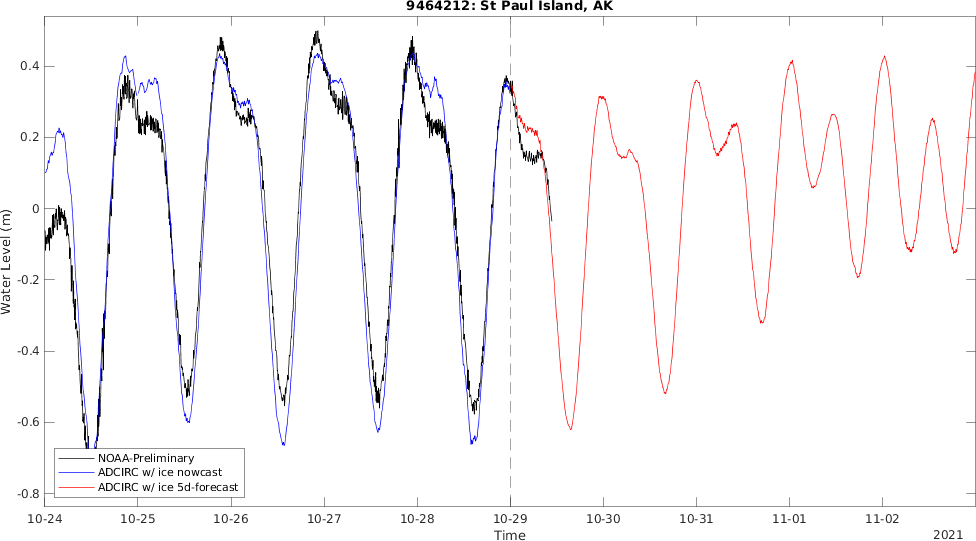 9464212: St Paul Island, AK
Water Level (m)
0.4
0.2
0
-0.2
-0.4
-0.6
-0.8
NOAA-Preliminary
ADCIRC w/ ice nowcast
ADCIRC w/ ice 5d-forecast
10-24 10-25 10-26 10-27 10-28 10-29 10-30 10-31 11-01 11-02
Time
2021